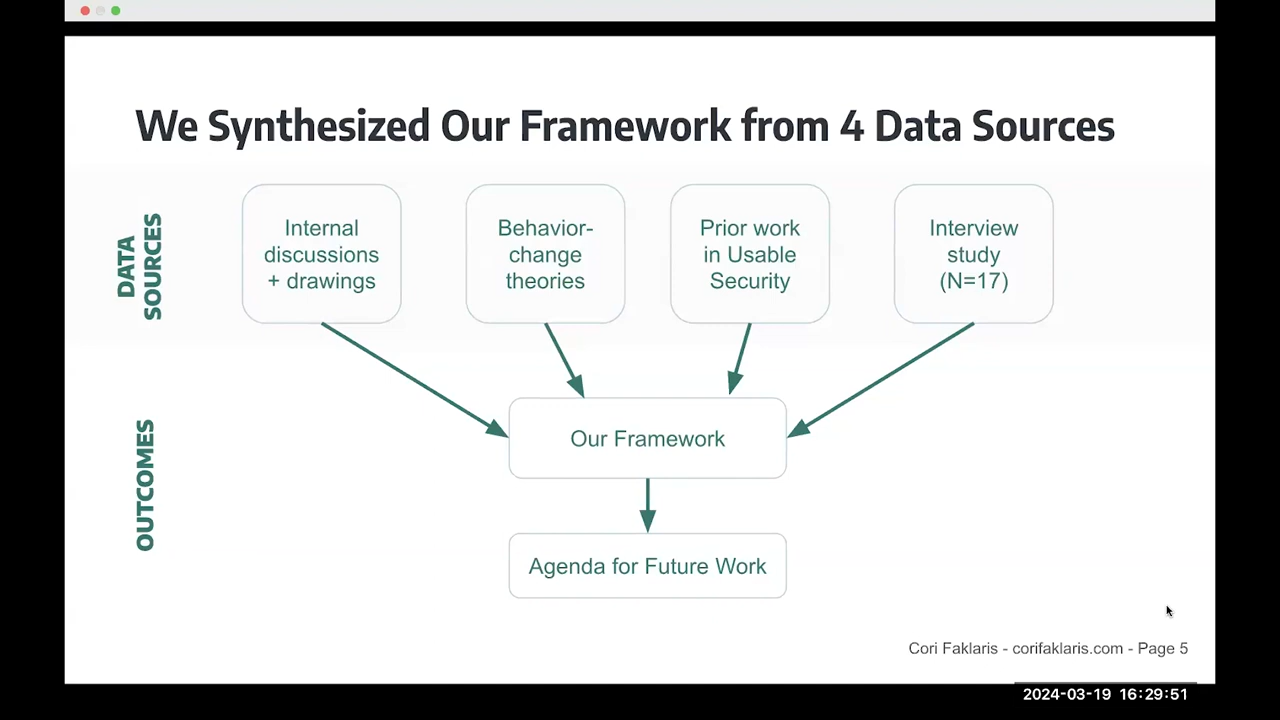 We Synthesized Our Framework from 4 Data Sources
DATA
SOURCES
Internal
discussions
+ drawings
Behavior-
change
theories
Prior work
in Usable
Security
Interview
study
(N=17)
OUTCOMES
Our Framework
Agenda for Future Work
Cori Faklaris - corifaklaris.com - Page 5
2024-03-19 16:29:51